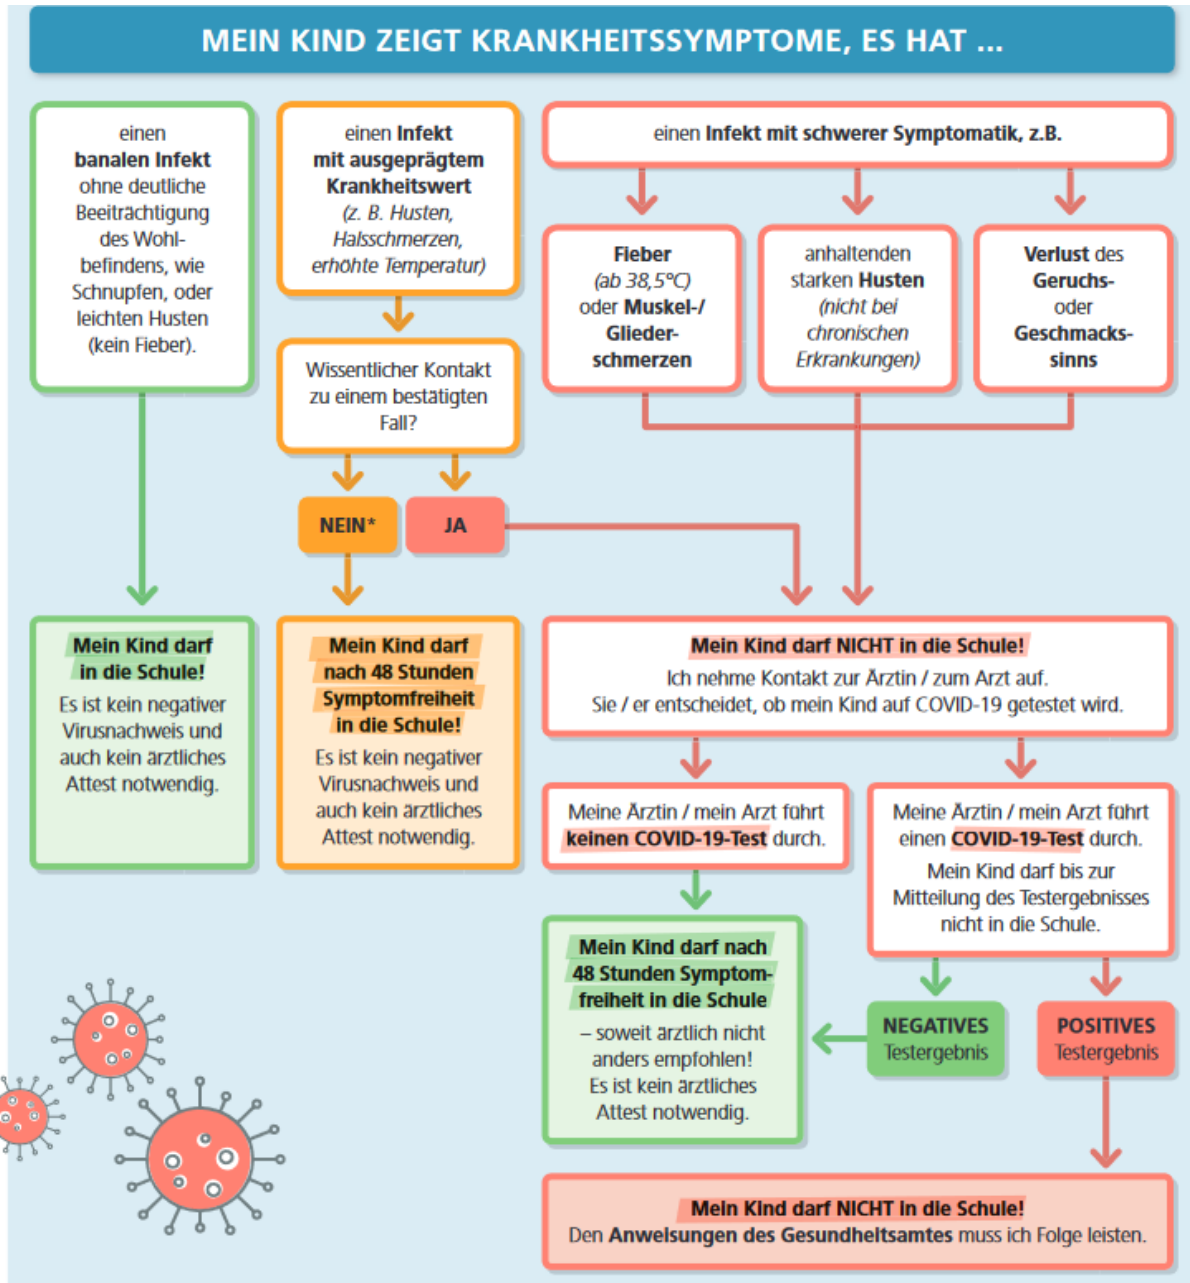 MEIN KIND ZEIGT KRANKHEITSSYMPTOME, ES HAT ...
einen
banalen Infekt
ohne deutliche
Beeiträchtigung
des Wohl-
befindens, wie
Schnupfen, oder
leichten Husten
(kein Fieber).
einen Infekt
mit ausgeprägtem
Krankheitswert
(z. B. Husten,
Halsschmerzen,
erhöhte Temperatur)
einen Infekt mit schwerer Symptomatik, z.B.
Fieber
(ab 38,5°C)
oder Muskel-/
Glieder-
schmerzen
anhaltenden
starken Husten
(nicht bei
chronischen
Erkrankungen)
Verlust des
Geruchs-
oder
Geschmacks-
sinns
Wissentlicher Kontakt
zu einem bestätigten
Fall?
NEIN*
JA
Mein Kind darf
in die Schule!
Es ist kein negativer
Virusnachweis und
auch kein ärztliches
Attest notwendig.
Mein Kind darf
nach 48 Stunden
Symptomfreiheit
in die Schule!
Es ist kein negativer
Virusnachweis und
auch kein ärztliches
Attest notwendig.
Mein Kind darf NICHT in die Schule!
Ich nehme Kontakt zur Ärztin / zum Arzt auf.
Sie / er entscheidet, ob mein Kind auf COVID-19 getestet wird.
Meine Ärztin / mein Arzt führt
keinen COVID-19-Test durch.
Meine Ärztin / mein Arzt führt
einen COVID-19-Test durch.
Mein Kind darf bis zur
Mitteilung des Testergebnisses
nicht in die Schule.
Mein Kind darf nach
48 Stunden Symptom-
freiheit in die Schule
– soweit ärztlich nicht
anders empfohlen!
Es ist kein ärztliches
Attest notwendig.
NEGATIVES
Testergebnis
POSITIVES
Testergebnis
Mein Kind darf NICHT in die Schule!
Den Anweisungen des Gesundheitsamtes muss ich Folge leisten.